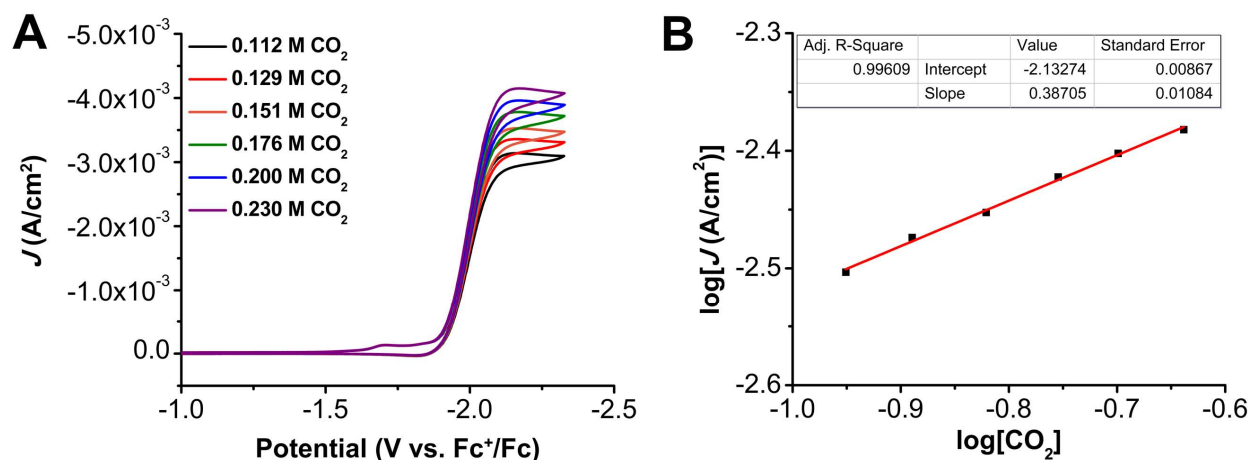 A
J (A/cm²)
-5.0x10⁻³
-4.0x10⁻³
-3.0x10⁻³
-2.0x10⁻³
-1.0x10⁻³
0.0
0.112 M CO₂
0.129 M CO₂
0.151 M CO₂
0.176 M CO₂
0.200 M CO₂
0.230 M CO₂
-1.0 -1.5 -2.0 -2.5
Potential (V vs. Fc⁺/Fc)
B
log[J (A/cm²)]
-2.3
-2.4
-2.5
-2.6
Adj. R-Square Value Standard Error
0.99609 Intercept -2.13274 0.00867
Slope 0.38705 0.01084
-1.0 -0.9 -0.8 -0.7 -0.6
log[CO₂]